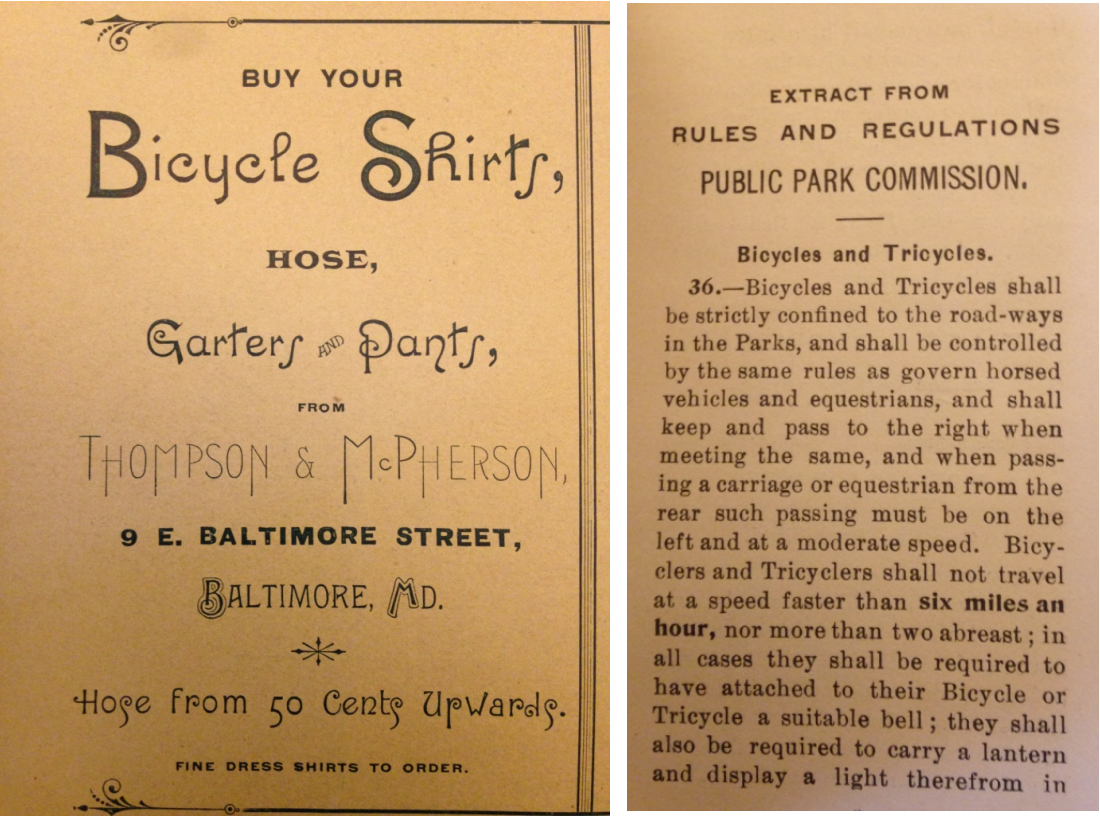 BUY YOUR
Bicycle Shirts,
HOSE,
Garters AND Pants,
FROM
THOMPSON & McPHERSON,
9 E. BALTIMORE STREET,
BALTIMORE, MD.
Hose from 50 Cents Upwards.
FINE DRESS SHIRTS TO ORDER.
EXTRACT FROM
RULES AND REGULATIONS
PUBLIC PARK COMMISSION.
Bicycles and Tricycles.
36.—Bicycles and Tricycles shall
be strictly confined to the road-ways
in the Parks, and shall be controlled
by the same rules as govern horsed
vehicles and equestrians, and shall
keep and pass to the right when
meeting the same, and when pass-
ing a carriage or equestrian from the
rear such passing must be on the
left and at a moderate speed. Bicy-
clers and Tricyclers shall not travel
at a speed faster than six miles an
hour, nor more than two abreast; in
all cases they shall be required to
have attached to their Bicycle or
Tricycle a suitable bell; they shall
also be required to carry a lantern
and display a light therefrom in